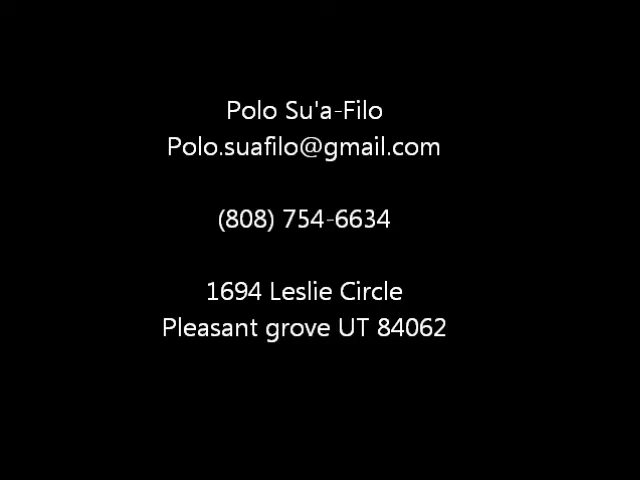 Polo Su'a-Filo
Polo.suafilo@gmail.com
(808) 754-6634
1694 Leslie Circle
Pleasant grove UT 84062